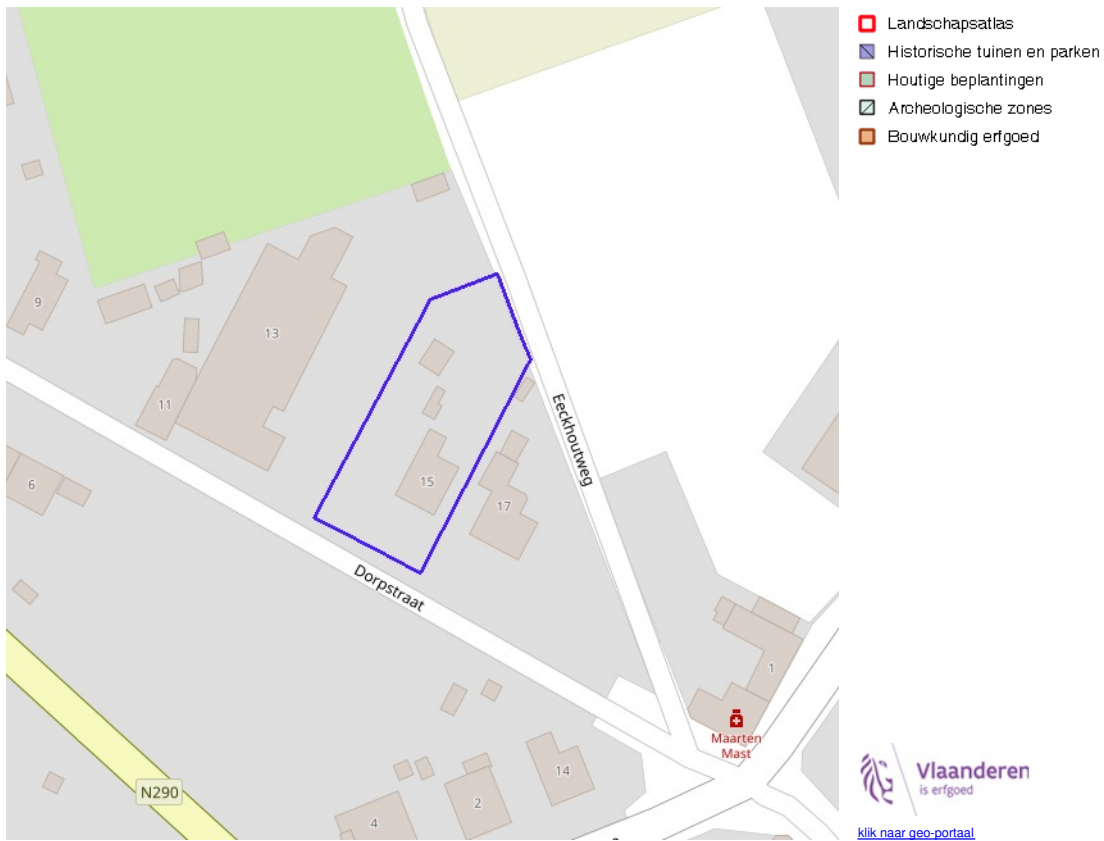 Landschapsatlas
Historische tuinen en parken
Houtige beplantingen
Archeologische zones
Bouwkundig erfgoed
9
13
11
6
15
17
Eeckhoutweg
Dorpstraat
1
Maarten
Mast
14
2
4
N290
Vlaanderen
is erfgoed
klik naar geo-portaal